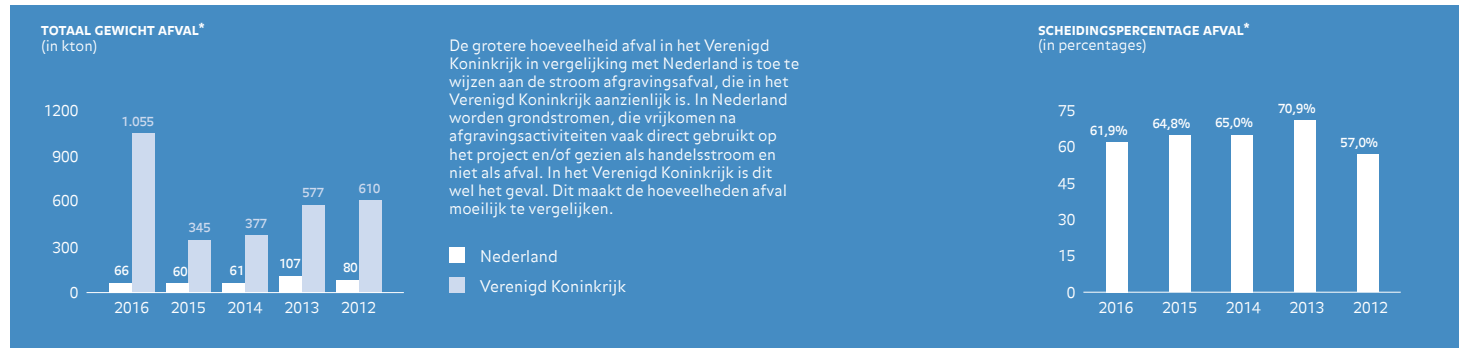 TOTAAL GEWICHT AFVAL*
(in kton)
1200
900
600
300
0
1.055
66
345
60
377
61
577
107
610
80
2016
2015
2014
2013
2012
De grotere hoeveelheid afval in het Verenigd
Koninkrijk in vergelijking met Nederland is toe te
wijzen aan de stroom afgravingsafval, die in het
Verenigd Koninkrijk aanzienlijk is. In Nederland
worden grondstromen, die vrijkomen na
afgravingsactiviteiten vaak direct gebruikt op
het project en/of gezien als handelsstroom en
niet als afval. In het Verenigd Koninkrijk is dit
wel het geval. Dit maakt de hoeveelheden afval
moeilijk te vergelijken.
Nederland
Verenigd Koninkrijk
SCHEIDINGSPERCENTAGE AFVAL*
(in percentages)
75
60
45
30
15
0
61,9%
64,8%
65,0%
70,9%
57,0%
2016
2015
2014
2013
2012